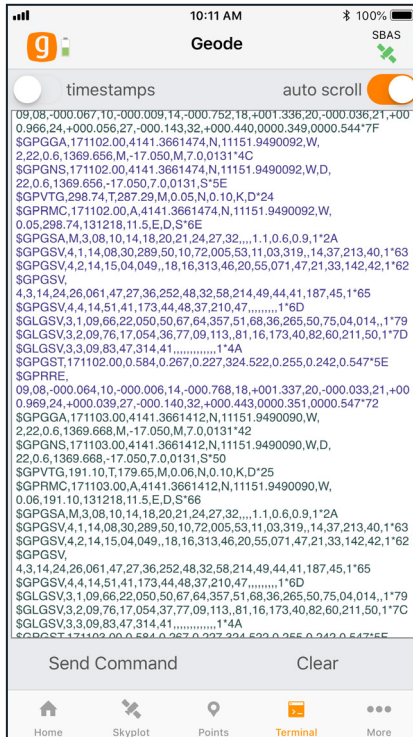 10:11 AM
100%
g
Geode
SBAS
timestamps
auto scroll
09,08,-000.067,10,-000.009,14,-000.752,18,+001.336,20,-000.036,21,+00
0.966,24,+000.056,27,-000.143,32,+000.440,0000.349,0000.544*7F
$GPGGA,171102.00,4141.3661474,N,11151.9490092,W,
2,22,0.6,1369.656,M,-17.050,M,7.0,0131*4C
$GPGNS,171102.00,4141.3661474,N,11151.9490092,W,D,
22,0.6,1369.656,-17.050,7.0,0131,S*5E
$GPVTG,298.74,T,287.29,M,0.05,N,0.10,K,D*24
$GPRMC,171102.00,A,4141.3661474,N,11151.9490092,W,
0.05,298.74,131218,11.5,E,D,S*6E
$GPGSA,M,3,08,10,14,18,20,21,24,27,32,,,,1.1,0.6,0.9,1*2A
$GPGSV,4,1,14,08,30,289,50,10,72,005,53,11,03,319,,14,37,213,40,1*63
$GPGSV,4,2,14,15,04,049,,18,16,313,46,20,55,071,47,21,33,142,42,1*62
$GPGSV,
4,3,14,24,26,061,47,27,36,252,48,32,58,214,49,44,41,187,45,1*65
$GPGSV,4,4,14,51,41,173,44,48,37,210,47,,,,,,,,,1*6D
$GLGSV,3,1,09,66,22,050,50,67,64,357,51,68,36,265,50,75,04,014,,1*79
$GLGSV,3,2,09,76,17,054,36,77,09,113,,81,16,173,40,82,60,211,50,1*7D
$GLGSV,3,3,09,83,47,314,41,,,,,,,,,,,,,1*4A
$GPGST,171102.00,0.584,0.267,0.227,324.522,0.255,0.242,0.547*5E
$GPRRE,
09,08,-000.064,10,-000.006,14,-000.768,18,+001.337,20,-000.033,21,+00
0.969,24,+000.039,27,-000.140,32,+000.443,0000.351,0000.547*72
$GPGGA,171103.00,4141.3661412,N,11151.9490090,W,
2,22,0.6,1369.668,M,-17.050,M,7.0,0131*42
$GPGNS,171103.00,4141.3661412,N,11151.9490090,W,D,
22,0.6,1369.668,-17.050,7.0,0131,S*50
$GPVTG,191.10,T,179.65,M,0.06,N,0.10,K,D*25
$GPRMC,171103.00,A,4141.3661412,N,11151.9490090,W,
0.06,191.10,131218,11.5,E,D,S*66
$GPGSA,M,3,08,10,14,18,20,21,24,27,32,,,,1.1,0.6,0.9,1*2A
$GPGSV,4,1,14,08,30,289,50,10,72,005,53,11,03,319,,14,37,213,40,1*63
$GPGSV,4,2,14,15,04,049,,18,16,313,46,20,55,071,47,21,33,142,42,1*62
$GPGSV,
4,3,14,24,26,061,47,27,36,252,48,32,58,214,49,44,41,187,45,1*65
$GPGSV,4,4,14,51,41,173,44,48,37,210,47,,,,,,,,,1*6D
$GLGSV,3,1,09,66,22,050,50,67,64,357,51,68,36,265,50,75,04,014,,1*79
$GLGSV,3,2,09,76,17,054,37,77,09,113,,81,16,173,40,82,60,211,50,1*7C
$GLGSV,3,3,09,83,47,314,41,,,,,,,,,,,,,1*4A
$GPGST,171103.00,0.584,0.267,0.227,324.522,0.255,0.242,0.547*5F
Send Command
Clear
Home
Skyplot
Points
Terminal
More